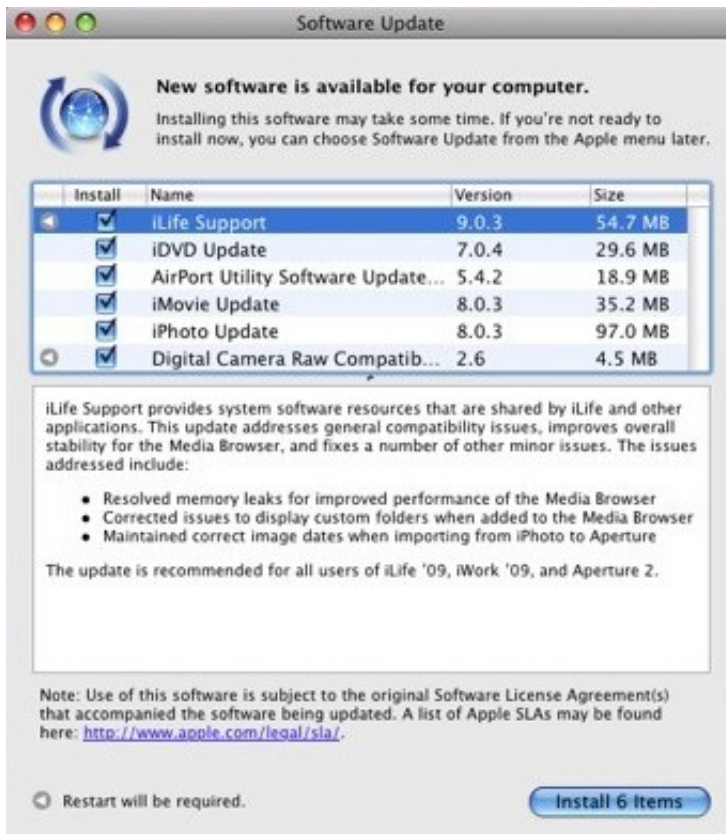 Software Update
New software is available for your computer.
Installing this software may take some time. If you're not ready to
install now, you can choose Software Update from the Apple menu later.
Install Name Version Size
iLife Support 9.0.3 54.7 MB
iDVD Update 7.0.4 29.6 MB
AirPort Utility Software Update... 5.4.2 18.9 MB
iMovie Update 8.0.3 35.2 MB
iPhoto Update 8.0.3 97.0 MB
Digital Camera Raw Compatib... 2.6 4.5 MB
iLife Support provides system software resources that are shared by iLife and other
applications. This update addresses general compatibility issues, improves overall
stability for the Media Browser, and fixes a number of other minor issues. The issues
addressed include:
• Resolved memory leaks for improved performance of the Media Browser
• Corrected issues to display custom folders when added to the Media Browser
• Maintained correct image dates when importing from iPhoto to Aperture
The update is recommended for all users of iLife '09, iWork '09, and Aperture 2.
Note: Use of this software is subject to the original Software License Agreement(s)
that accompanied the software being updated. A list of Apple SLAs may be found
here: http://www.apple.com/legal/sla/.
Restart will be required.
Install 6 Items